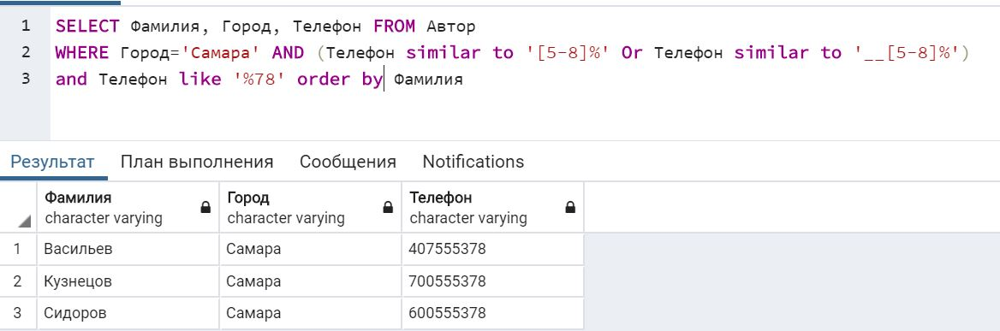 1 SELECT Фамилия, Город, Телефон FROM Автор
2 WHERE Город='Самара' AND (Телефон similar to '[5-8]%' Or Телефон similar to '__[5-8]%')
3 and Телефон like '%78' order by Фамилия
Результат План выполнения Сообщения Notifications
Фамилия Город Телефон
character varying character varying character varying
1 Васильев Самара 407555378
2 Кузнецов Самара 700555378
3 Сидоров Самара 600555378